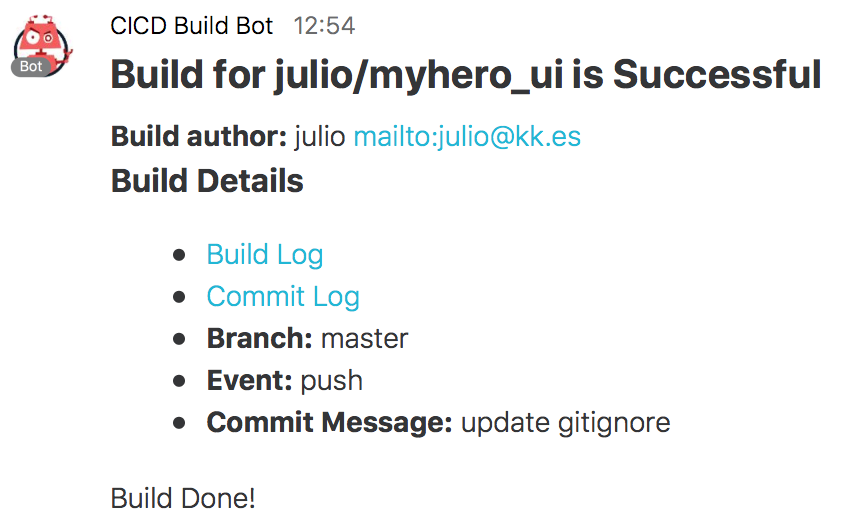 CICD Build Bot 12:54
Bot
Build for julio/myhero_ui is Successful
Build author: julio mailto:julio@kk.es
Build Details
• Build Log
• Commit Log
• Branch: master
• Event: push
• Commit Message: update gitignore
Build Done!